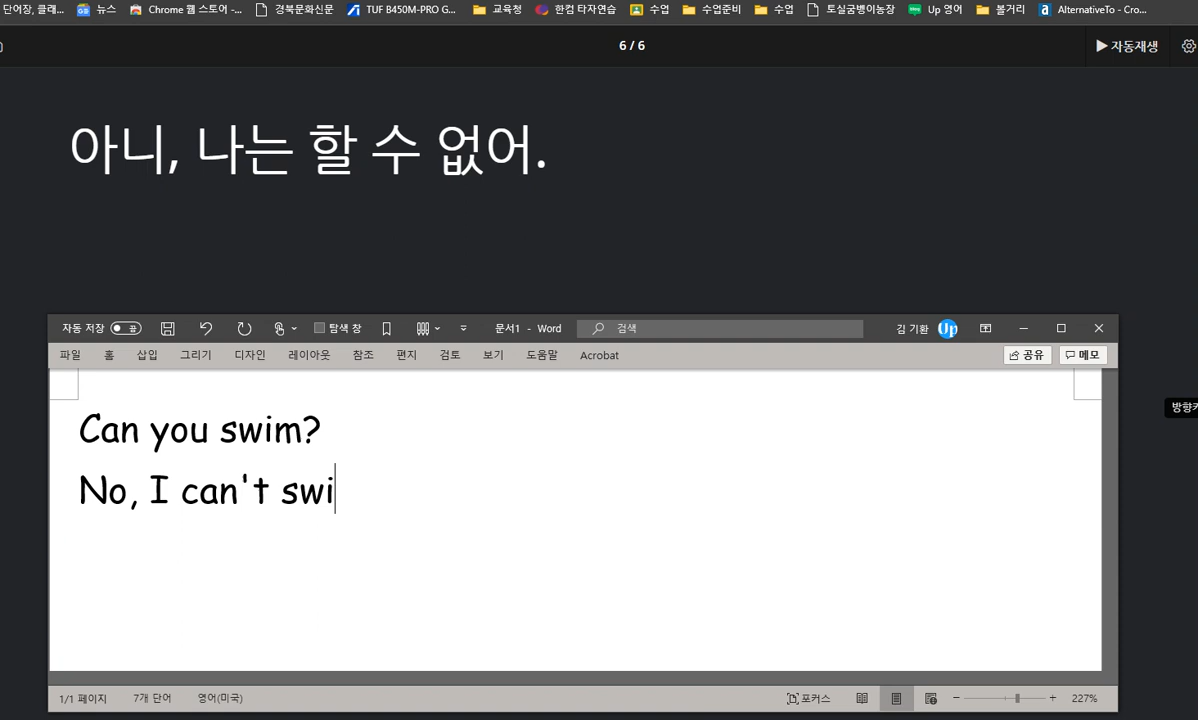 단어장, 클래... 뉴스 Chrome 웹 스토어 -... 경북문화신문 TUF B450M-PRO G... 교육청 한컴 타자연습 수업 수업준비 수업 토실굼벵이농장 Up 영어 볼거리 AlternativeTo - Cro...
6 / 6 ▶ 자동재생
아니, 나는 할 수 없어.
자동 저장 끔 탐색 창 문서1 - Word 검색 김 기환 Up
파일 홈 삽입 그리기 디자인 레이아웃 참조 편지 검토 보기 도움말 Acrobat 공유 메모
방향키
Can you swim?
No, I can't swi
1/1 페이지 7개 단어 영어(미국) 포커스 − + 227%